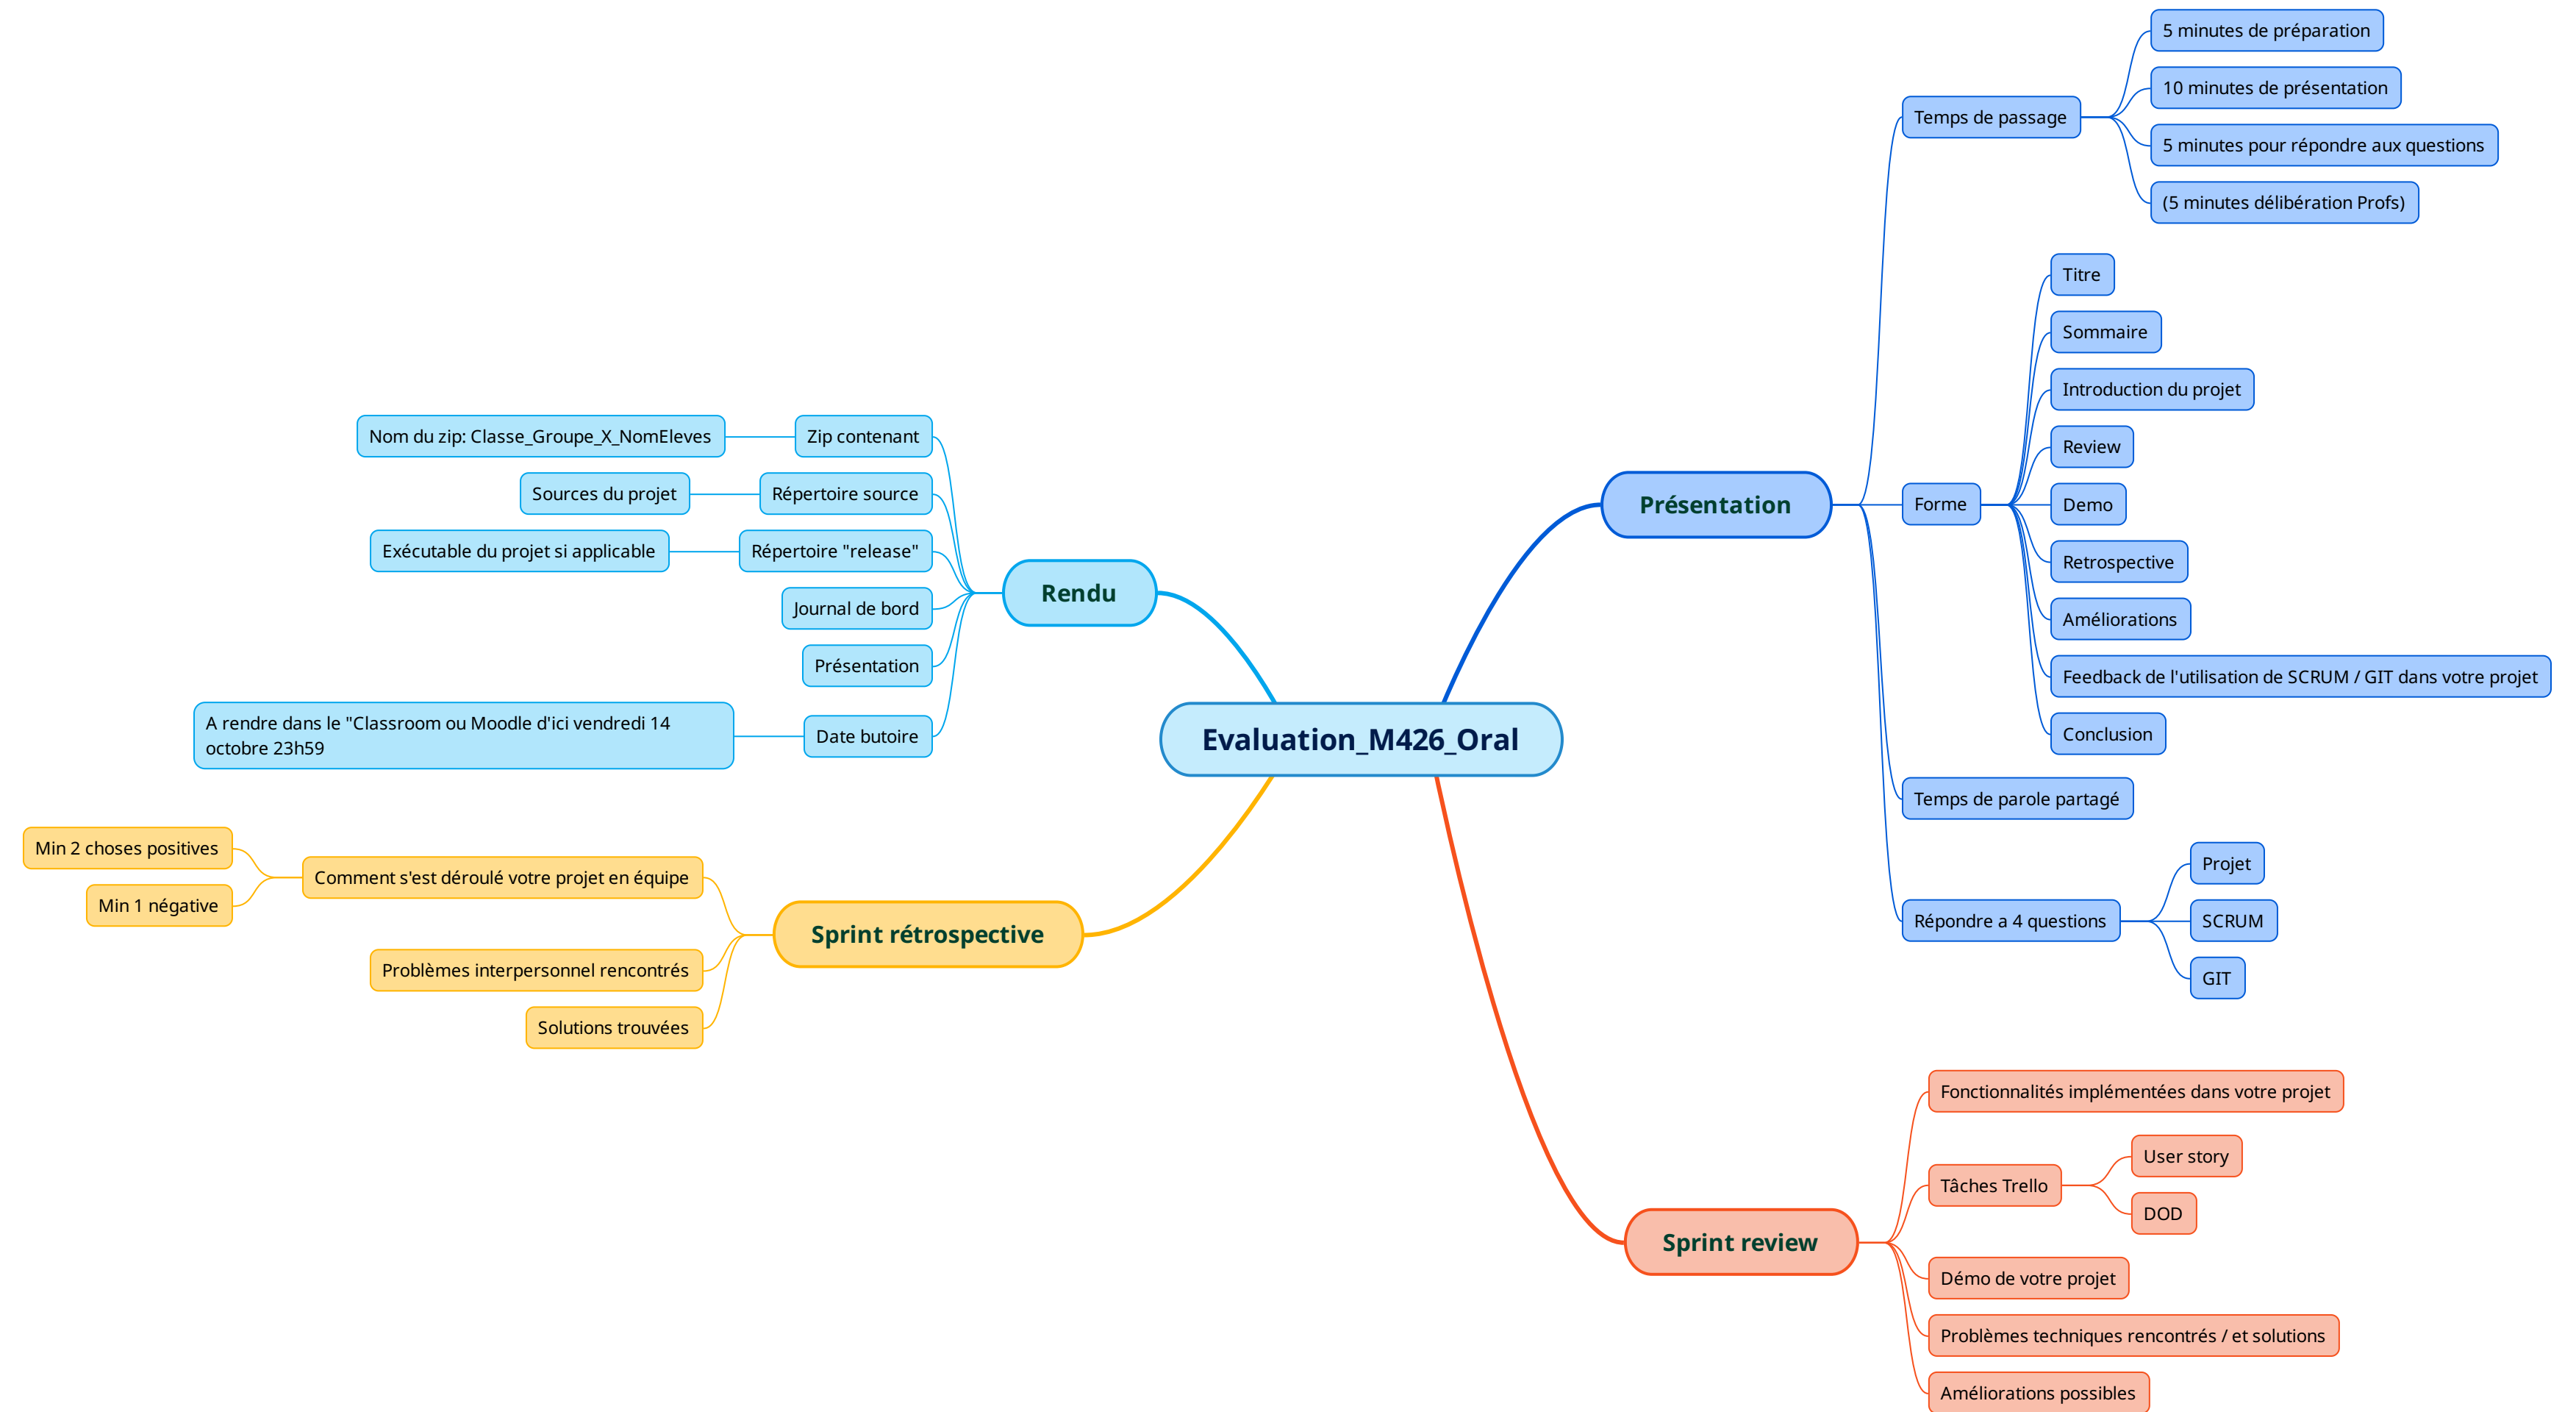 Evaluation_M426_Oral
Présentation
Temps de passage
5 minutes de préparation
10 minutes de présentation
5 minutes pour répondre aux questions
(5 minutes délibération Profs)
Forme
Titre
Sommaire
Introduction du projet
Review
Demo
Retrospective
Améliorations
Feedback de l'utilisation de SCRUM / GIT dans votre projet
Conclusion
Temps de parole partagé
Répondre a 4 questions
Projet
SCRUM
GIT
Sprint review
Fonctionnalités implémentées dans votre projet
Tâches Trello
User story
DOD
Démo de votre projet
Problèmes techniques rencontrés / et solutions
Améliorations possibles
Rendu
Zip contenant
Nom du zip: Classe_Groupe_X_NomEleves
Répertoire source
Sources du projet
Répertoire "release"
Exécutable du projet si applicable
Journal de bord
Présentation
Date butoire
A rendre dans le "Classroom ou Moodle d'ici vendredi 14
octobre 23h59
Sprint rétrospective
Comment s'est déroulé votre projet en équipe
Min 2 choses positives
Min 1 négative
Problèmes interpersonnel rencontrés
Solutions trouvées